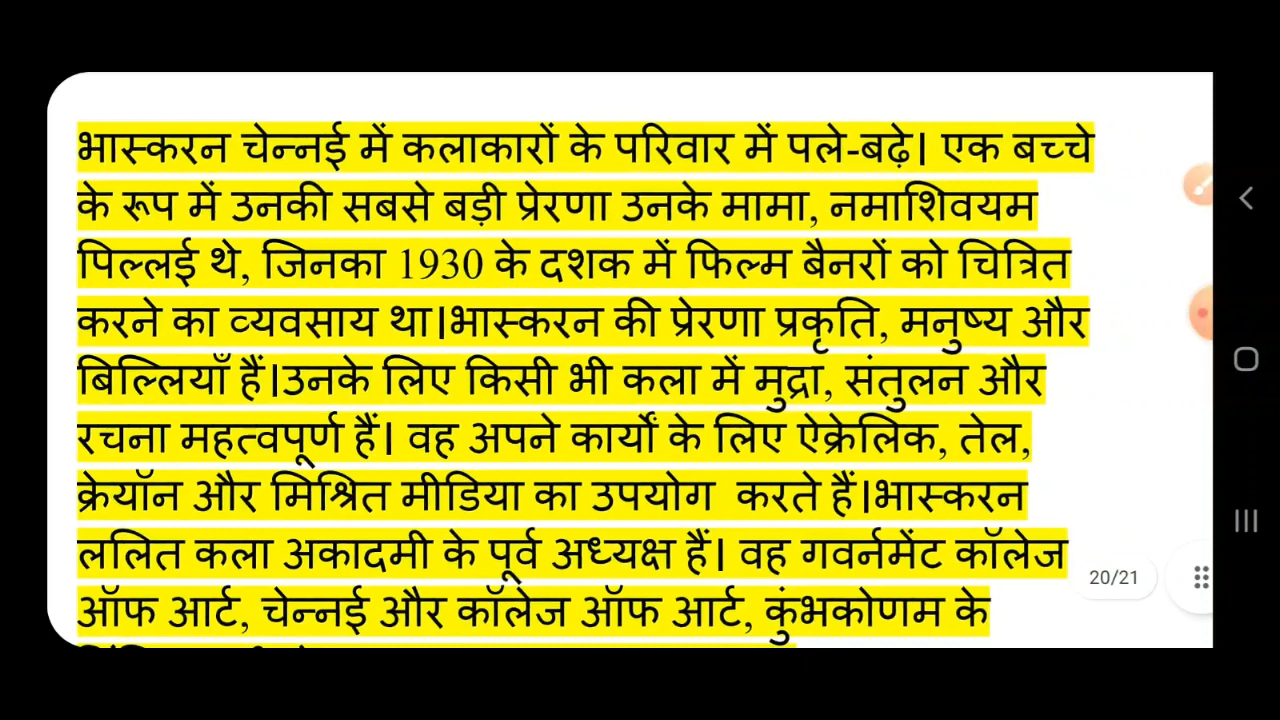 भास्करन चेन्नई में कलाकारों के परिवार में पले-बढ़े। एक बच्चे
के रूप में उनकी सबसे बड़ी प्रेरणा उनके मामा, नमाशिवयम
पिल्लई थे, जिनका 1930 के दशक में फिल्म बैनरों को चित्रित
करने का व्यवसाय था।भास्करन की प्रेरणा प्रकृति, मनुष्य और
बिल्लियाँ हैं।उनके लिए किसी भी कला में मुद्रा, संतुलन और
रचना महत्वपूर्ण हैं। वह अपने कार्यों के लिए ऐक्रेलिक, तेल,
क्रेयॉन और मिश्रित मीडिया का उपयोग  करते हैं।भास्करन
ललित कला अकादमी के पूर्व अध्यक्ष हैं। वह गवर्नमेंट कॉलेज
ऑफ आर्ट, चेन्नई और कॉलेज ऑफ आर्ट, कुंभकोणम के
20/21